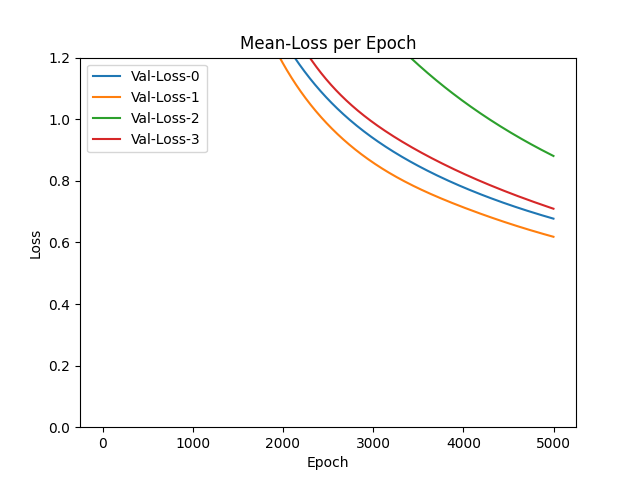 Mean-Loss per Epoch
Val-Loss-0
Val-Loss-1
Val-Loss-2
Val-Loss-3
1.2
1.0
0.8
0.6
0.4
0.2
0.0
Loss
0 1000 2000 3000 4000 5000
Epoch